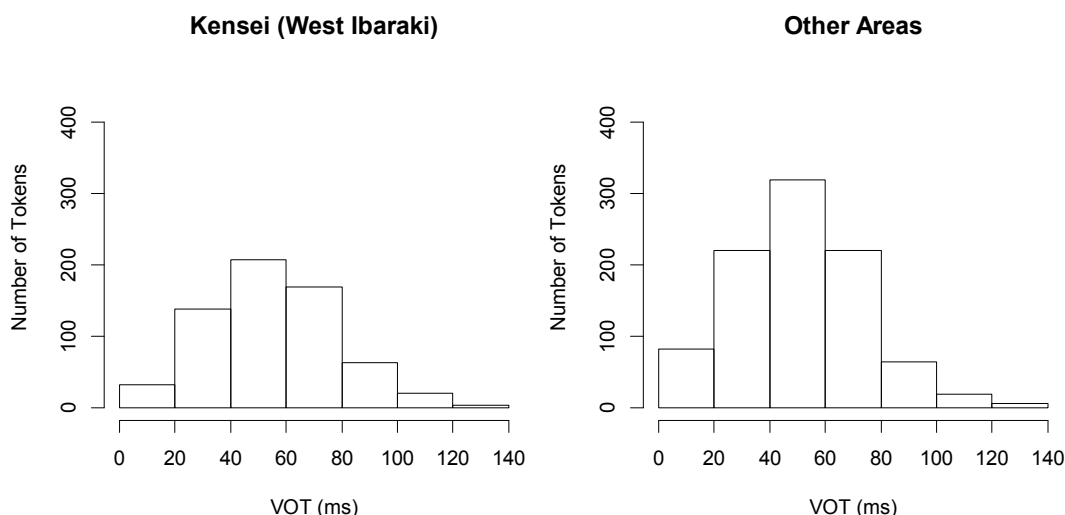 Kensei (West Ibaraki)
Number of Tokens
400
300
200
100
0
0 20 40 60 80 100 120 140
VOT (ms)
Other Areas
Number of Tokens
400
300
200
100
0
0 20 40 60 80 100 120 140
VOT (ms)